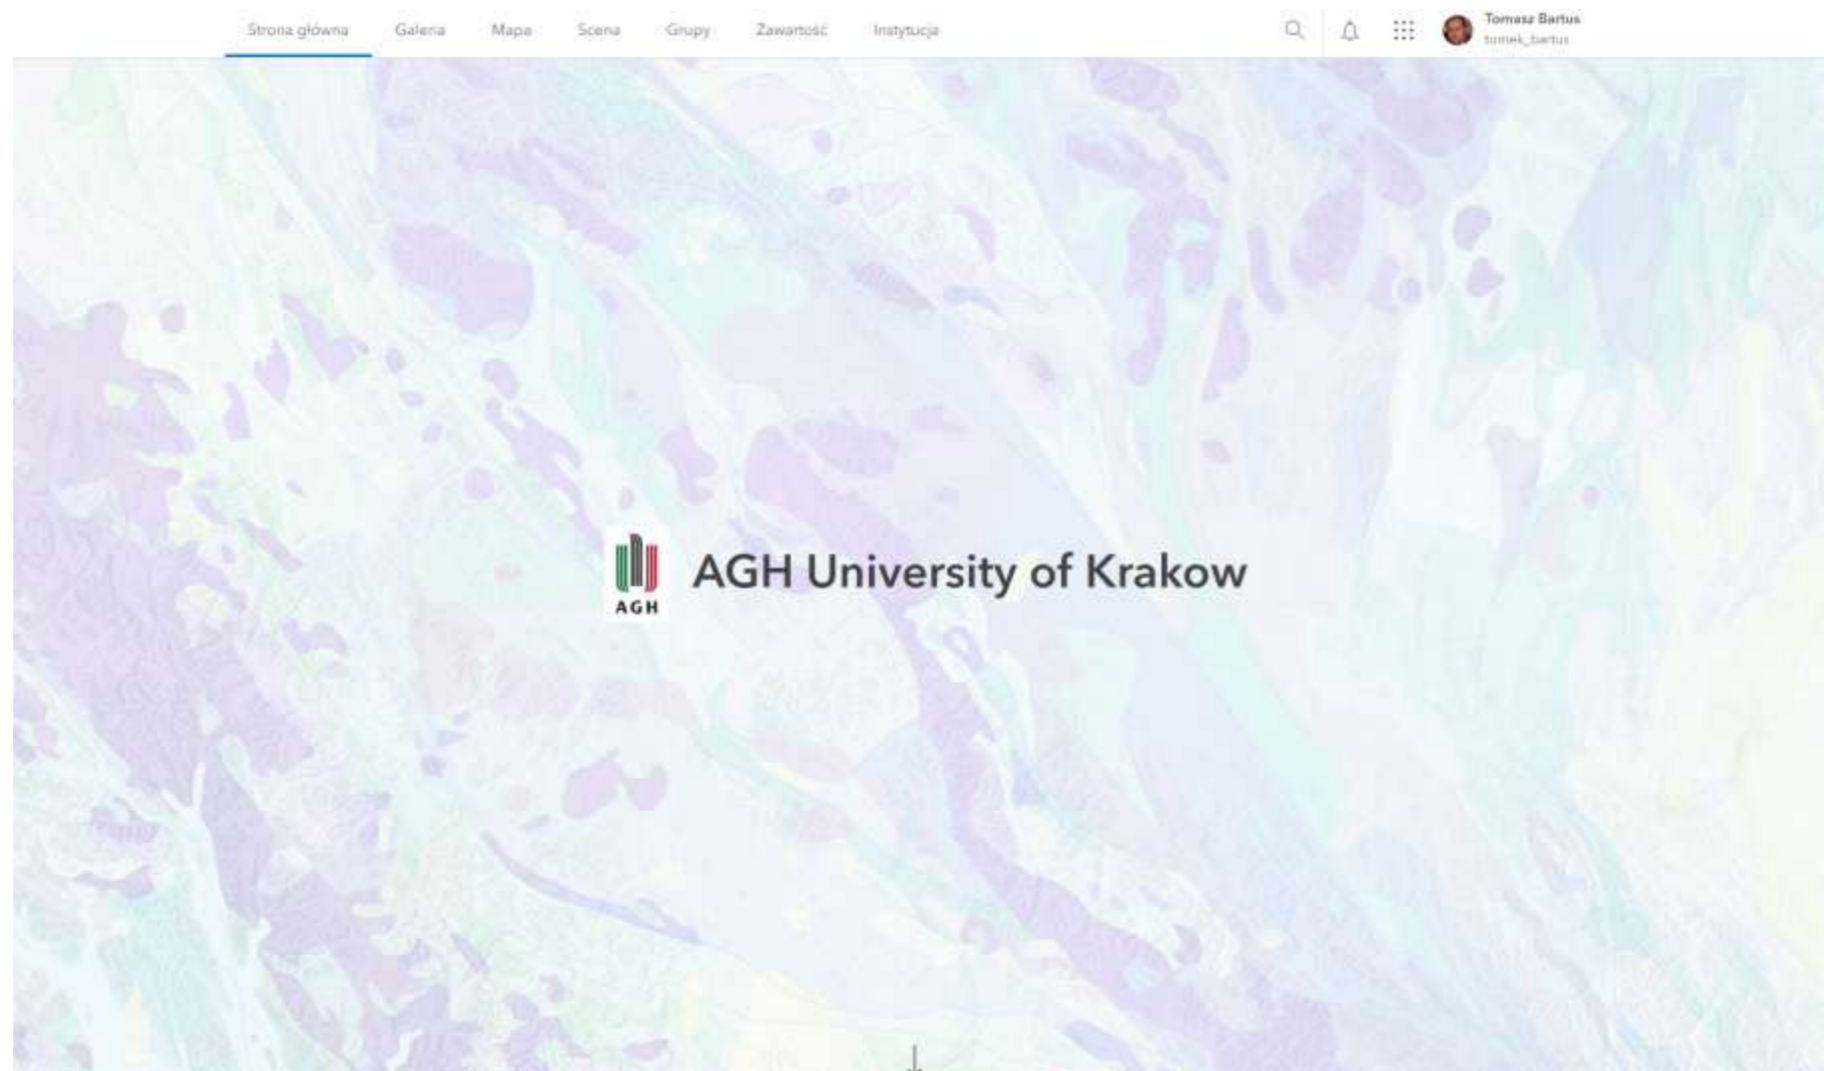 Strona główna Galeria Mapa Scena Grupy Zawartość Instytucja
Tomasz Bartus
tomek_bartus
AGH
AGH University of Krakow